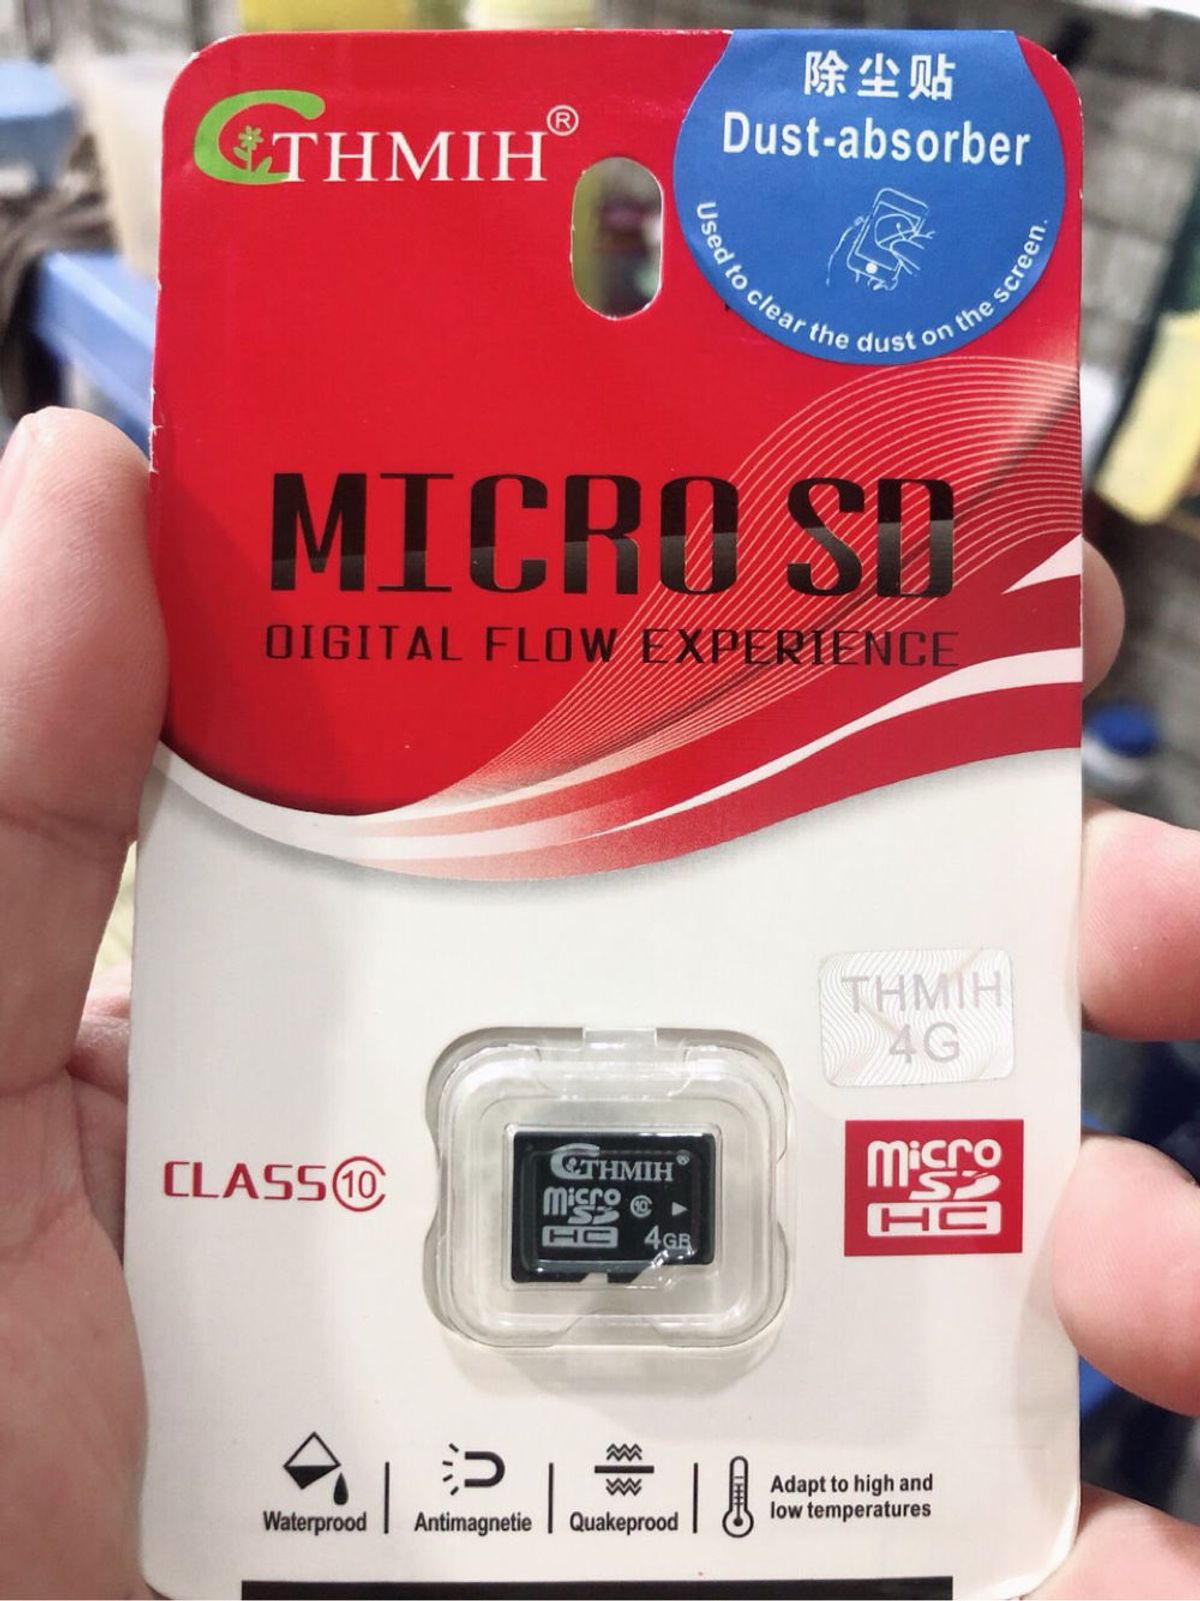 THMIH®
除尘贴
Dust-absorber
Used to clear the dust on the screen.
MICRO SD
DIGITAL FLOW EXPERIENCE
THMIH
4G
CLASS10
THMIH®
micro
SD
HC
10
4GB
micro
SD
HC
Waterprood
Antimagnetie
Quakeprood
Adapt to high and
low temperatures